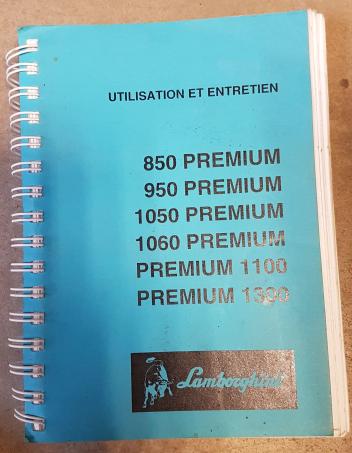 UTILISATION ET ENTRETIEN
850 PREMIUM
950 PREMIUM
1050 PREMIUM
1060 PREMIUM
PREMIUM 1100
PREMIUM 1300
Lamborghini